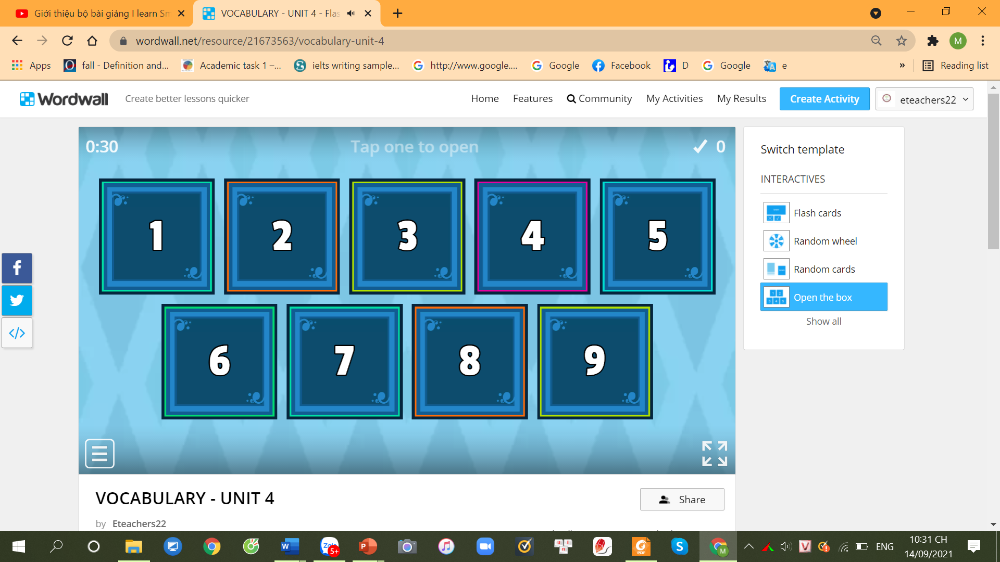 Giới thiệu bộ bài giảng I learn Sm
VOCABULARY - UNIT 4 - Flas
wordwall.net/resource/21673563/vocabulary-unit-4
M
Apps
fall - Definition and...
Academic task 1 –...
ielts writing sample...
http://www.google....
Google
Facebook
D
Google
e
»
Reading list
Wordwall
Create better lessons quicker
Home
Features
Community
My Activities
My Results
Create Activity
eteachers22
0:30
Tap one to open
0
1
2
3
4
5
6
7
8
9
Switch template
INTERACTIVES
Flash cards
Random wheel
Random cards
Open the box
Show all
VOCABULARY - UNIT 4
Share
by Eteachers22
Zalo
5+
ENG
10:31 CH
14/09/2021